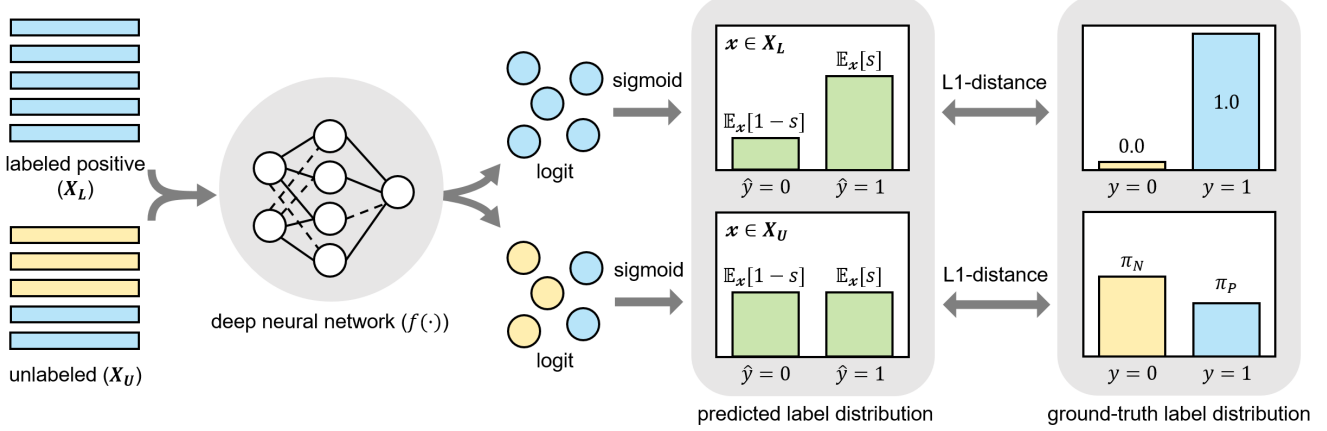 labeled positive
(X_L)
unlabeled (X_U)
deep neural network (f(·))
logit
logit
sigmoid
sigmoid
x ∈ X_L
𝔼_x[s]
𝔼_x[1 − s]
ŷ = 0 ŷ = 1
x ∈ X_U
𝔼_x[1 − s] 𝔼_x[s]
ŷ = 0 ŷ = 1
predicted label distribution
L1-distance
L1-distance
1.0
0.0
y = 0 y = 1
π_N
π_P
y = 0 y = 1
ground-truth label distribution